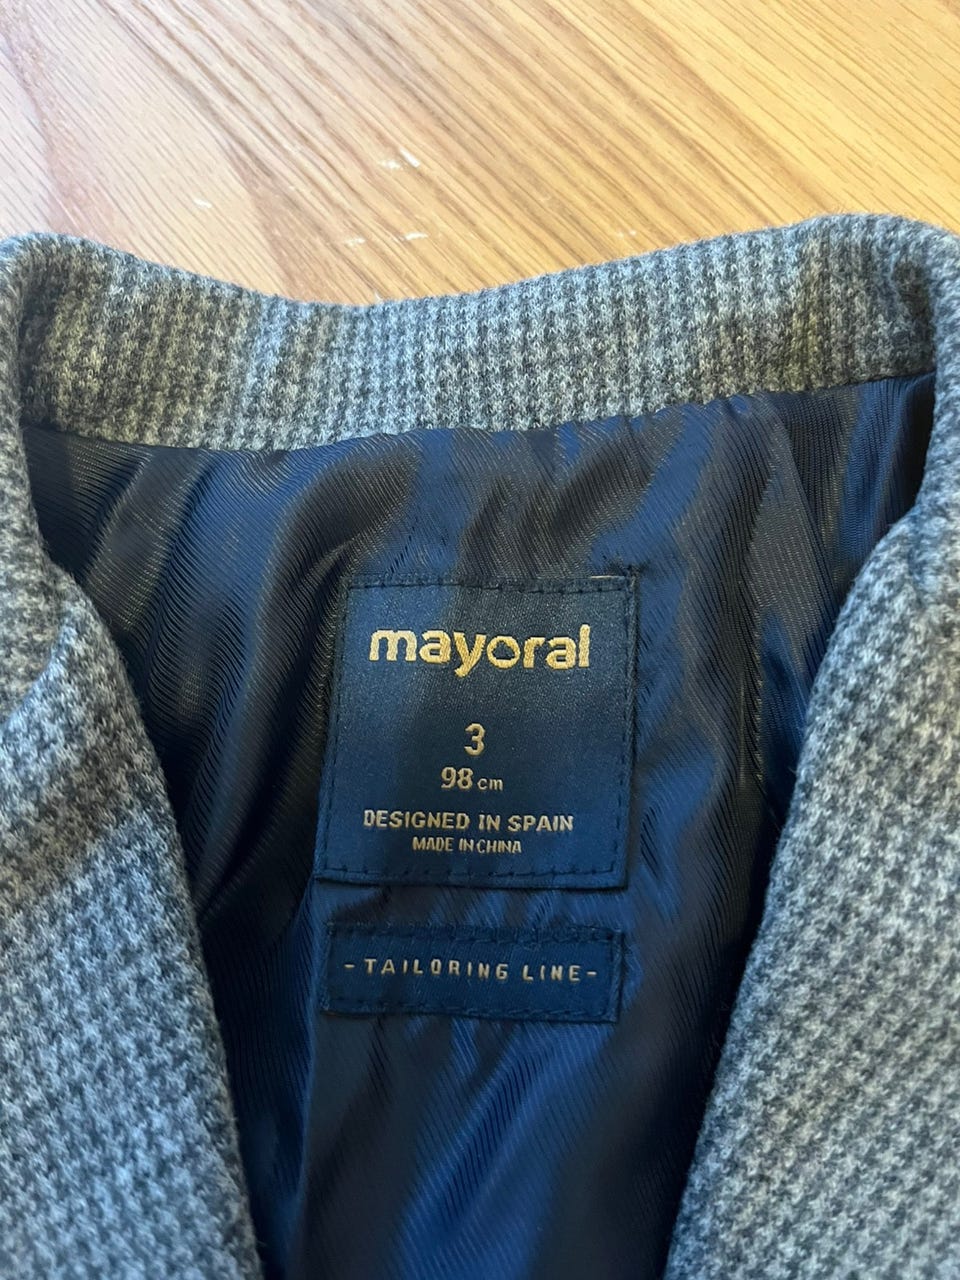 mayoral
3
98 cm
DESIGNED IN SPAIN
MADE IN CHINA
- TAILORING LINE -